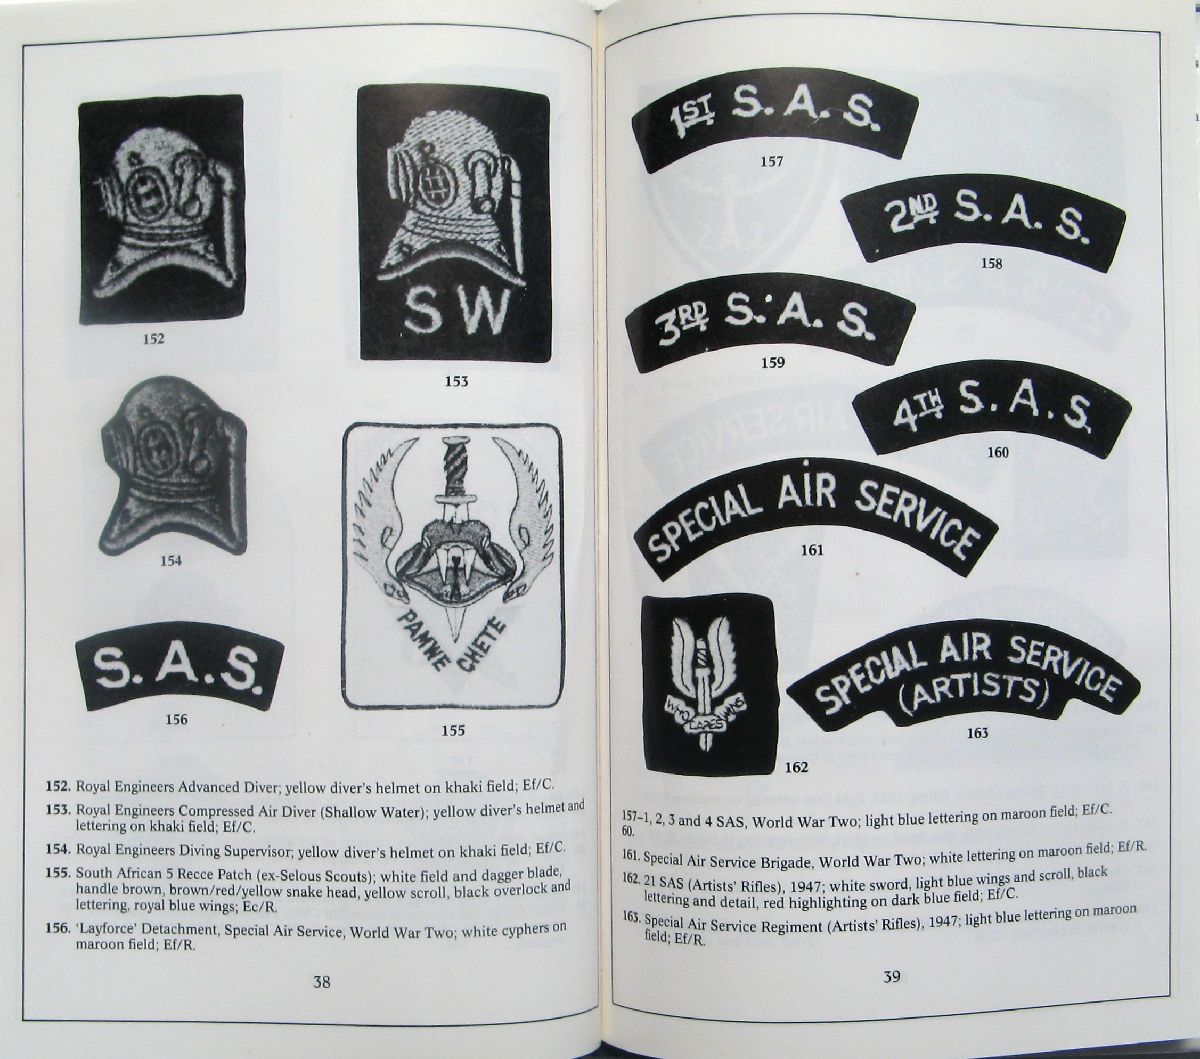 152
SW
153
154
PAMWE CHETE
155
S.A.S.
156
152. Royal Engineers Advanced Diver; yellow diver's helmet on khaki field; Ef/C.
153. Royal Engineers Compressed Air Diver (Shallow Water); yellow diver's helmet and
lettering on khaki field; Ef/C.
154. Royal Engineers Diving Supervisor; yellow diver's helmet on khaki field; Ef/C.
155. South African 5 Recce Patch (ex-Selous Scouts); white field and dagger blade,
handle brown, brown/red/yellow snake head, yellow scroll, black overlock and
lettering, royal blue wings; Ec/R.
156. 'Layforce' Detachment, Special Air Service, World War Two; white cyphers on
maroon field; Ef/R.
38
1ST S.A.S.
157
2ND S.A.S.
158
3RD S.A.S.
159
4TH S.A.S.
160
SPECIAL AiR SERVICE
161
WHO DARES WINS
162
SPECIAL AIR SERVICE
(ARTISTS)
163
157–1, 2, 3 and 4 SAS, World War Two; light blue lettering on maroon field; Ef/C.
60.
161. Special Air Service Brigade, World War Two; white lettering on maroon field; Ef/R.
162. 21 SAS (Artists' Rifles), 1947; white sword, light blue wings and scroll, black
lettering and detail, red highlighting on dark blue field; Ef/C.
163. Special Air Service Regiment (Artists' Rifles), 1947; light blue lettering on maroon
field; Ef/R.
39